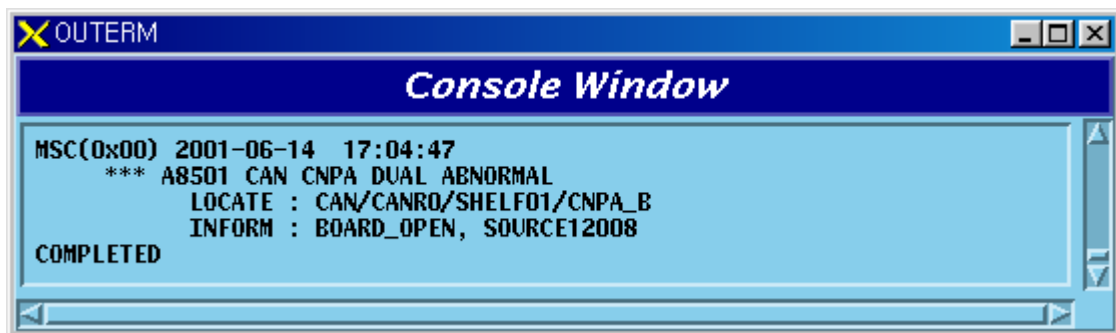 OUTERM
Console Window
MSC(0x00) 2001-06-14 17:04:47
*** A8501 CAN CNPA DUAL ABNORMAL
LOCATE : CAN/CANR0/SHELF01/CNPA_B
INFORM : BOARD_OPEN, SOURCE12008
COMPLETED